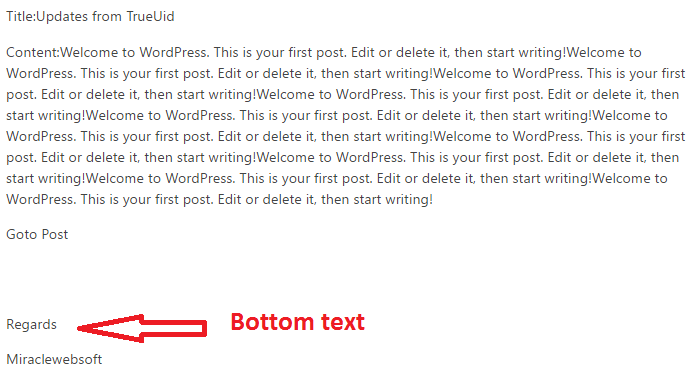 Title:Updates from TrueUid
Content:Welcome to WordPress. This is your first post. Edit or delete it, then start writing!Welcome to
WordPress. This is your first post. Edit or delete it, then start writing!Welcome to WordPress. This is your first
post. Edit or delete it, then start writing!Welcome to WordPress. This is your first post. Edit or delete it, then
start writing!Welcome to WordPress. This is your first post. Edit or delete it, then start writing!Welcome to
WordPress. This is your first post. Edit or delete it, then start writing!Welcome to WordPress. This is your first
post. Edit or delete it, then start writing!Welcome to WordPress. This is your first post. Edit or delete it, then
start writing!Welcome to WordPress. This is your first post. Edit or delete it, then start writing!Welcome to
WordPress. This is your first post. Edit or delete it, then start writing!
Goto Post
Regards
Bottom text
Miraclewebsoft